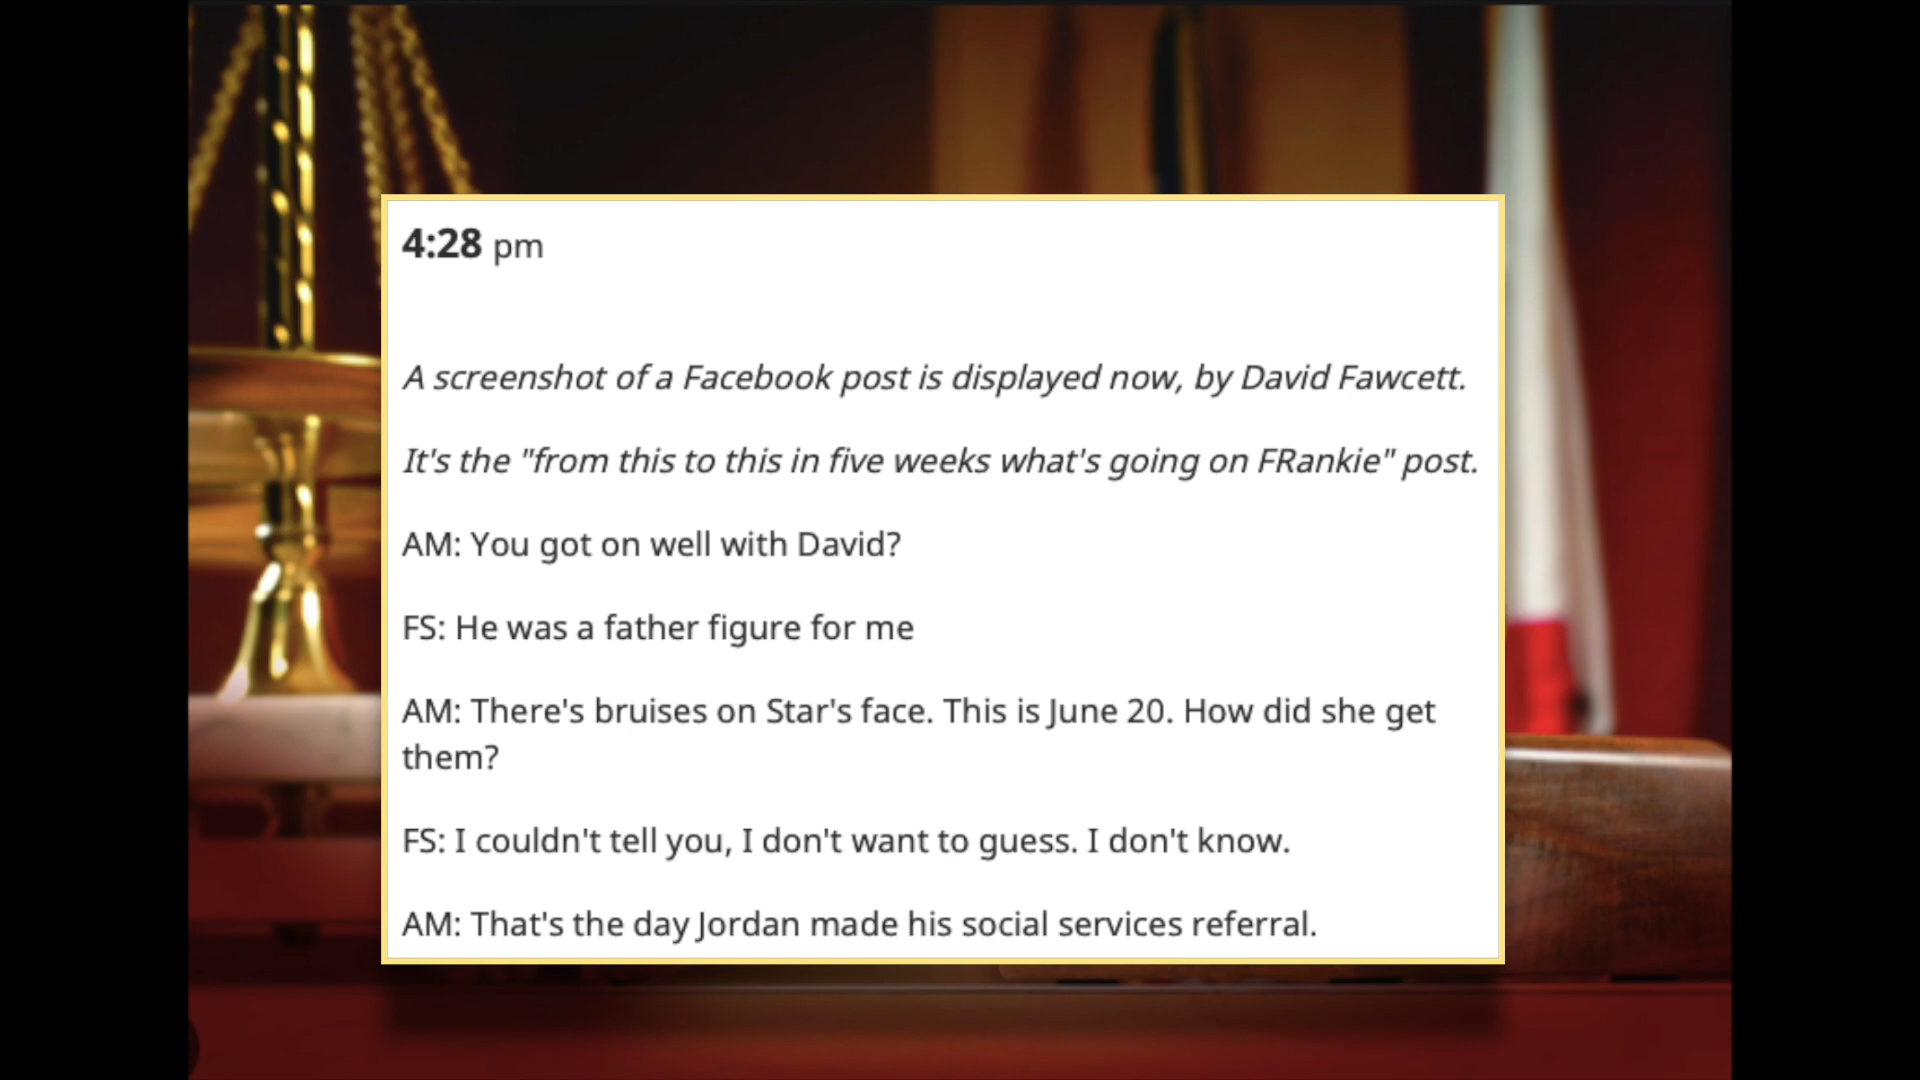 4:28 pm
A screenshot of a Facebook post is displayed now, by David Fawcett.
It's the "from this to this in five weeks what's going on FRankie" post.
AM: You got on well with David?
FS: He was a father figure for me
AM: There's bruises on Star's face. This is June 20. How did she get
them?
FS: I couldn't tell you, I don't want to guess. I don't know.
AM: That's the day Jordan made his social services referral.